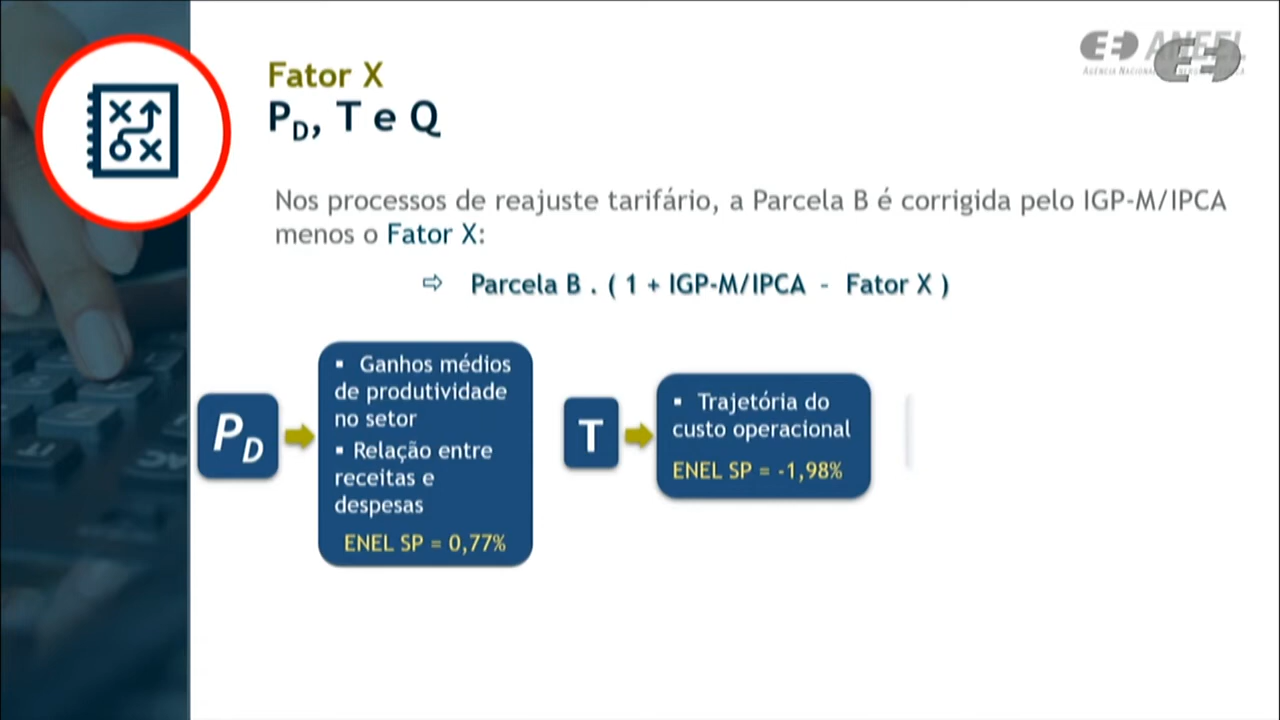 Fator X
PD, T e Q
Nos processos de reajuste tarifário, a Parcela B é corrigida pelo IGP-M/IPCA
menos o Fator X:
⇨ Parcela B . ( 1 + IGP-M/IPCA - Fator X )
PD
▪ Ganhos médios
de produtividade
no setor
▪ Relação entre
receitas e
despesas
ENEL SP = 0,77%
T
▪ Trajetória do
custo operacional
ENEL SP = -1,98%
ANEEL